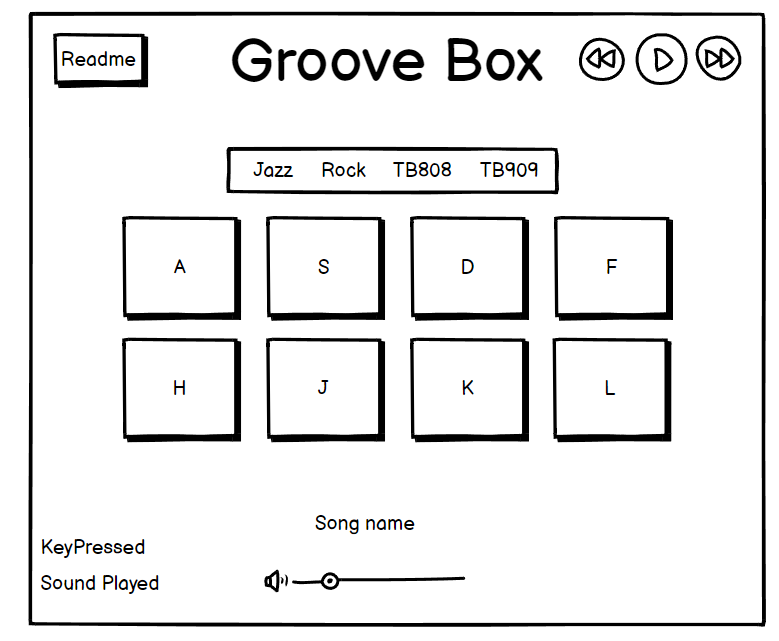 Readme
Groove Box
Jazz Rock TB808 TB909
A S D F
H J K L
Song name
KeyPressed
Sound Played